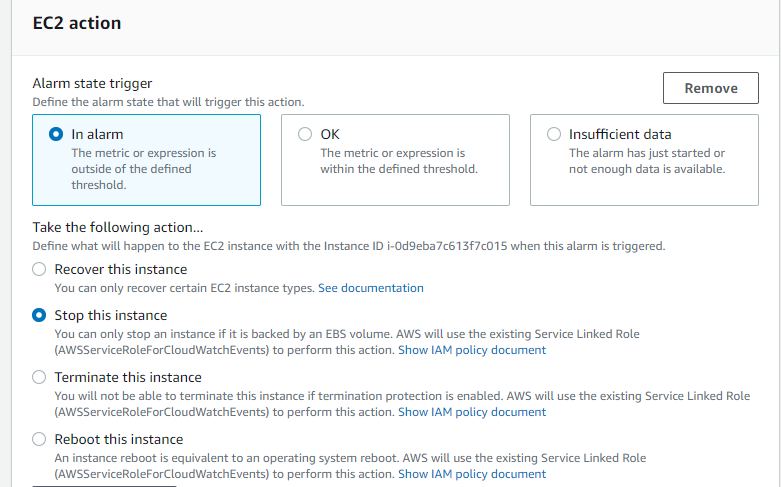 EC2 action
Alarm state trigger
Define the alarm state that will trigger this action.
Remove
In alarm
The metric or expression is
outside of the defined
threshold.
OK
The metric or expression is
within the defined threshold.
Insufficient data
The alarm has just started or
not enough data is available.
Take the following action...
Define what will happen to the EC2 instance with the Instance ID i-0d9eba7c613f7c015 when this alarm is triggered.
Recover this instance
You can only recover certain EC2 instance types. See documentation
Stop this instance
You can only stop an instance if it is backed by an EBS volume. AWS will use the existing Service Linked Role
(AWSServiceRoleForCloudWatchEvents) to perform this action. Show IAM policy document
Terminate this instance
You will not be able to terminate this instance if termination protection is enabled. AWS will use the existing Service Linked Role
(AWSServiceRoleForCloudWatchEvents) to perform this action. Show IAM policy document
Reboot this instance
An instance reboot is equivalent to an operating system reboot. AWS will use the existing Service Linked Role
(AWSServiceRoleForCloudWatchEvents) to perform this action. Show IAM policy document